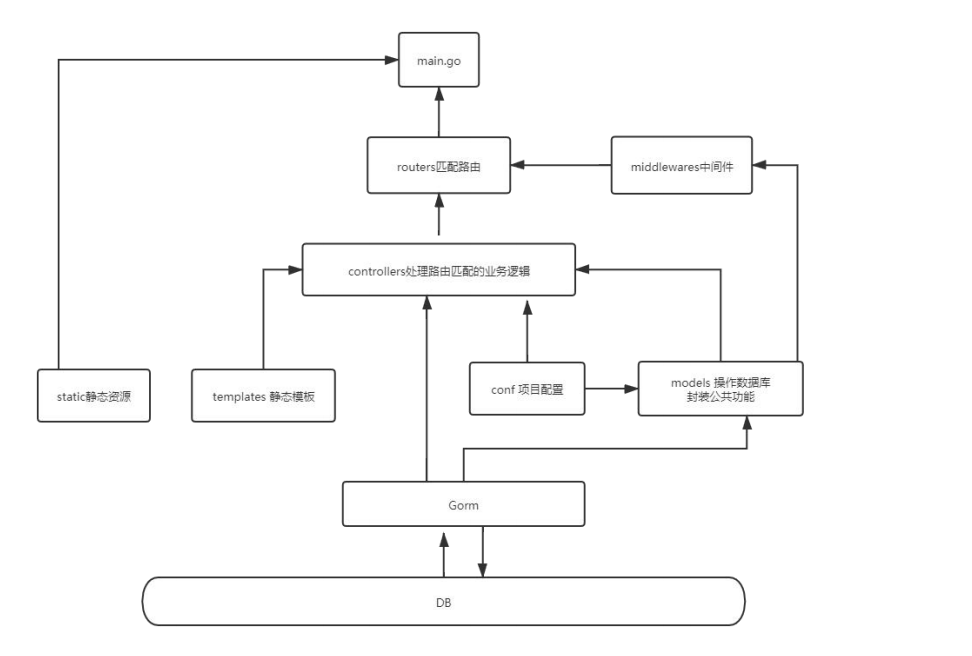 main.go
routers匹配路由
middlewares中间件
controllers处理路由匹配的业务逻辑
static静态资源
templates 静态模板
conf 项目配置
models 操作数据库
封装公共功能
Gorm
DB